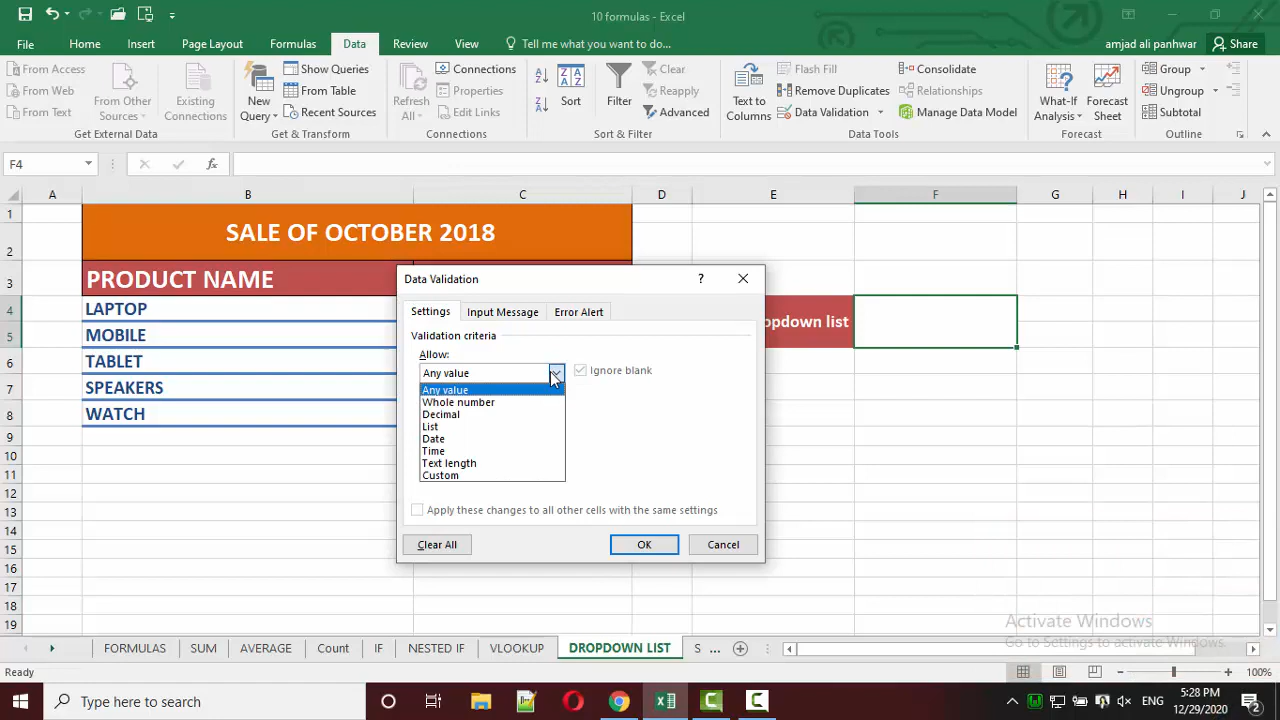 10 formulas - Excel
File Home Insert Page Layout Formulas Data Review View Tell me what you want to do... amjad ali panhwar Share
From Access
From Web
From Text
From Other
Sources
Existing
Connections
Get External Data
New
Query
Show Queries
From Table
Recent Sources
Get & Transform
Refresh
All
Connections
Properties
Edit Links
Connections
Sort
Filter
Clear
Reapply
Advanced
Sort & Filter
Text to
Columns
Flash Fill
Remove Duplicates
Data Validation
Consolidate
Relationships
Manage Data Model
Data Tools
What-If
Analysis
Forecast
Sheet
Forecast
Group
Ungroup
Subtotal
Outline
F4 fx
A B C D E F G H I J
1
2 SALE OF OCTOBER 2018
3 PRODUCT NAME
4 LAPTOP
5 MOBILE
6 TABLET
7 SPEAKERS
8 WATCH
9
10
11
12
13
14
15
16
17
18
19
opdown list
Data Validation ?
Settings Input Message Error Alert
Validation criteria
Allow:
Any value Ignore blank
Any value
Whole number
Decimal
List
Date
Time
Text length
Custom
Apply these changes to all other cells with the same settings
Clear All OK Cancel
Activate Windows
Go to Settings to activate Windows.
FORMULAS SUM AVERAGE Count IF NESTEDIF VLOOKUP DROPDOWN LIST S ...
Ready 100%
Type here to search ENG 5:28 PM
12/29/2020
2